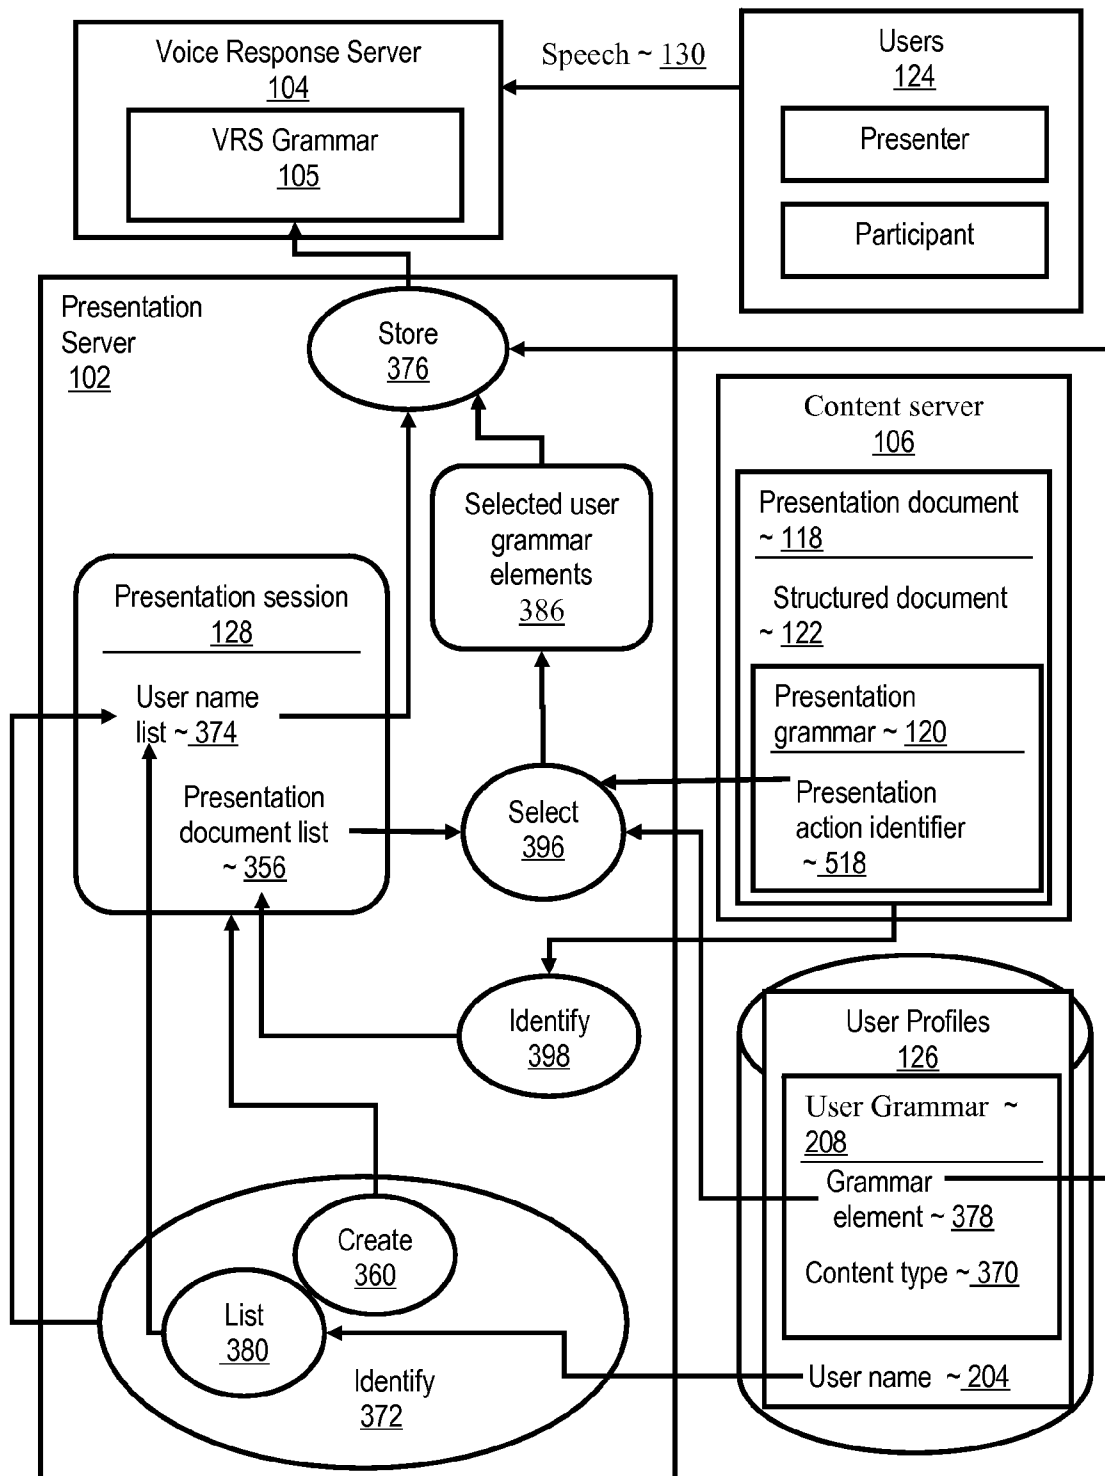 Voice Response Server
104
VRS Grammar
105
Speech ~ 130
Users
124
Presenter
Participant
Presentation
Server
102
Store
376
Content server
106
Presentation document
~ 118
Structured document
~ 122
Presentation
grammar ~ 120
Presentation
action identifier
~ 518
Selected user
grammar
elements
386
Presentation session
128
User name
list ~ 374
Presentation
document list
~ 356
Select
396
Identify
398
User Profiles
126
User Grammar ~
208
Grammar
element ~ 378
Content type ~ 370
User name ~ 204
Create
360
List
380
Identify
372